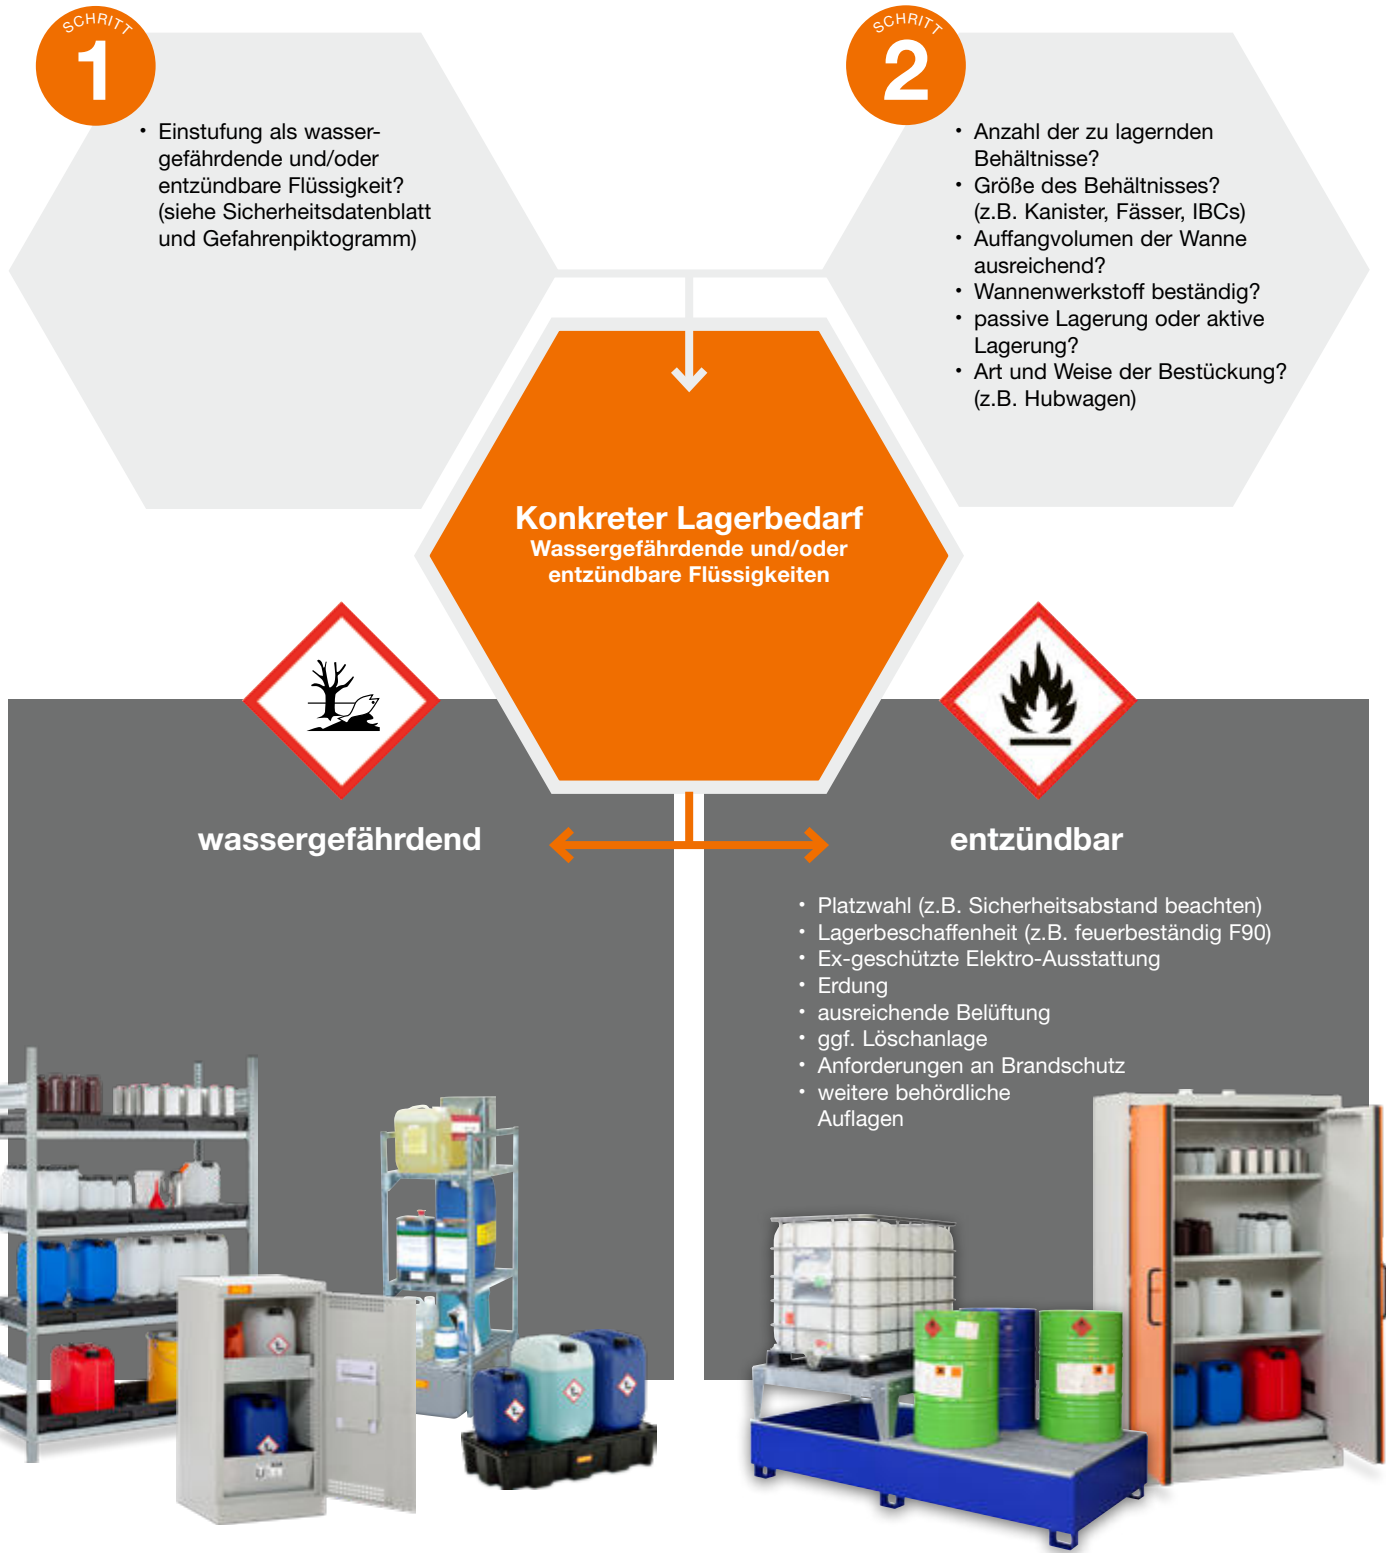 SCHRITT
1
• Einstufung als wasser-
gefährdende und/oder
entzündbare Flüssigkeit?
(siehe Sicherheitsdatenblatt
und Gefahrenpiktogramm)
SCHRITT
2
• Anzahl der zu lagernden
Behältnisse?
• Größe des Behältnisses?
(z.B. Kanister, Fässer, IBCs)
• Auffangvolumen der Wanne
ausreichend?
• Wannenwerkstoff beständig?
• passive Lagerung oder aktive
Lagerung?
• Art und Weise der Bestückung?
(z.B. Hubwagen)
Konkreter Lagerbedarf
Wassergefährdende und/oder
entzündbare Flüssigkeiten
wassergefährdend
entzündbar
• Platzwahl (z.B. Sicherheitsabstand beachten)
• Lagerbeschaffenheit (z.B. feuerbeständig F90)
• Ex-geschützte Elektro-Ausstattung
• Erdung
• ausreichende Belüftung
• ggf. Löschanlage
• Anforderungen an Brandschutz
• weitere behördliche
Auflagen